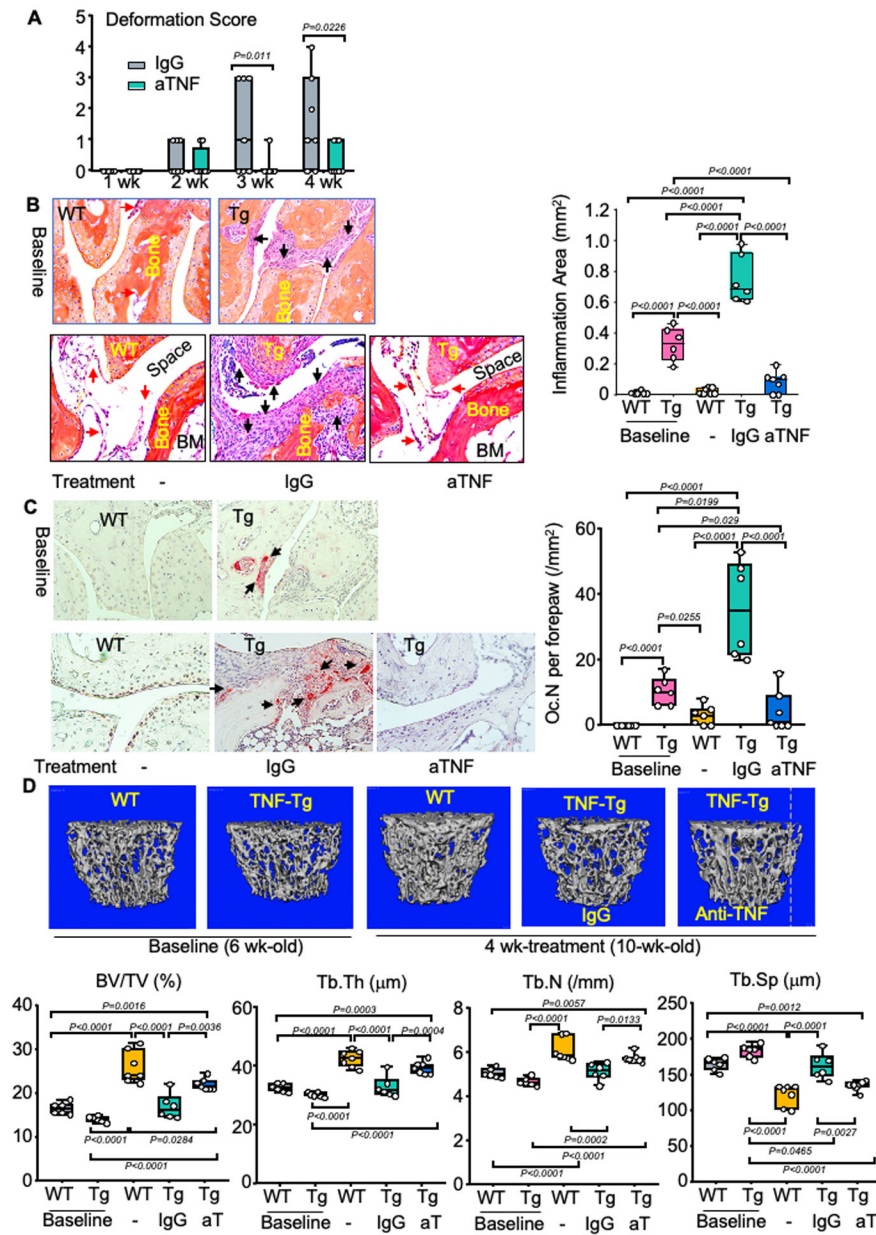 A
Deformation Score
5
4
3
2
1
0
IgG
aTNF
P=0.011
P=0.0226
1 wk
2 wk
3 wk
4 wk
B
Baseline
WT
Bone
Tg
Bone
WT
Space
Bone
BM
Tg
Bone
Tg
Space
Bone
BM
Treatment - IgG aTNF
Inflammation Area (mm²)
1.2
1.0
0.8
0.6
0.4
0.2
0
P<0.0001
P<0.0001
P<0.0001
P<0.0001
P<0.0001
P<0.0001
P<0.0001
WT Tg WT Tg Tg
Baseline - IgG aTNF
C
Baseline
WT
Tg
WT
Tg
Tg
Treatment - IgG aTNF
Oc.N per forepaw (/mm²)
60
40
20
0
P<0.0001
P=0.0199
P=0.029
P<0.0001
P<0.0001
P=0.0255
P<0.0001
WT Tg WT Tg Tg
Baseline - IgG aTNF
D
WT
TNF-Tg
WT
TNF-Tg
IgG
TNF-Tg
Anti-TNF
Baseline (6 wk-old)
4 wk-treatment (10-wk-old)
BV/TV (%)
40
30
20
10
0
P=0.0016
P<0.0001
P<0.0001
P=0.0036
P<0.0001
P=0.0284
P<0.0001
WT Tg WT Tg Tg
Baseline - IgG aT
Tb.Th (μm)
60
40
20
0
P=0.0003
P<0.0001
P<0.0001
P=0.0004
P<0.0001
P<0.0001
WT Tg WT Tg Tg
Baseline - IgG aT
Tb.N (/mm)
8
6
4
2
0
P=0.0057
P<0.0001
P=0.0133
P=0.0002
P<0.0001
P<0.0001
WT Tg WT Tg Tg
Baseline - IgG aT
Tb.Sp (μm)
250
200
150
100
50
0
P=0.0012
P<0.0001
P<0.0001
P<0.0001
P=0.0027
P=0.0465
P<0.0001
WT Tg WT Tg Tg
Baseline - IgG aT